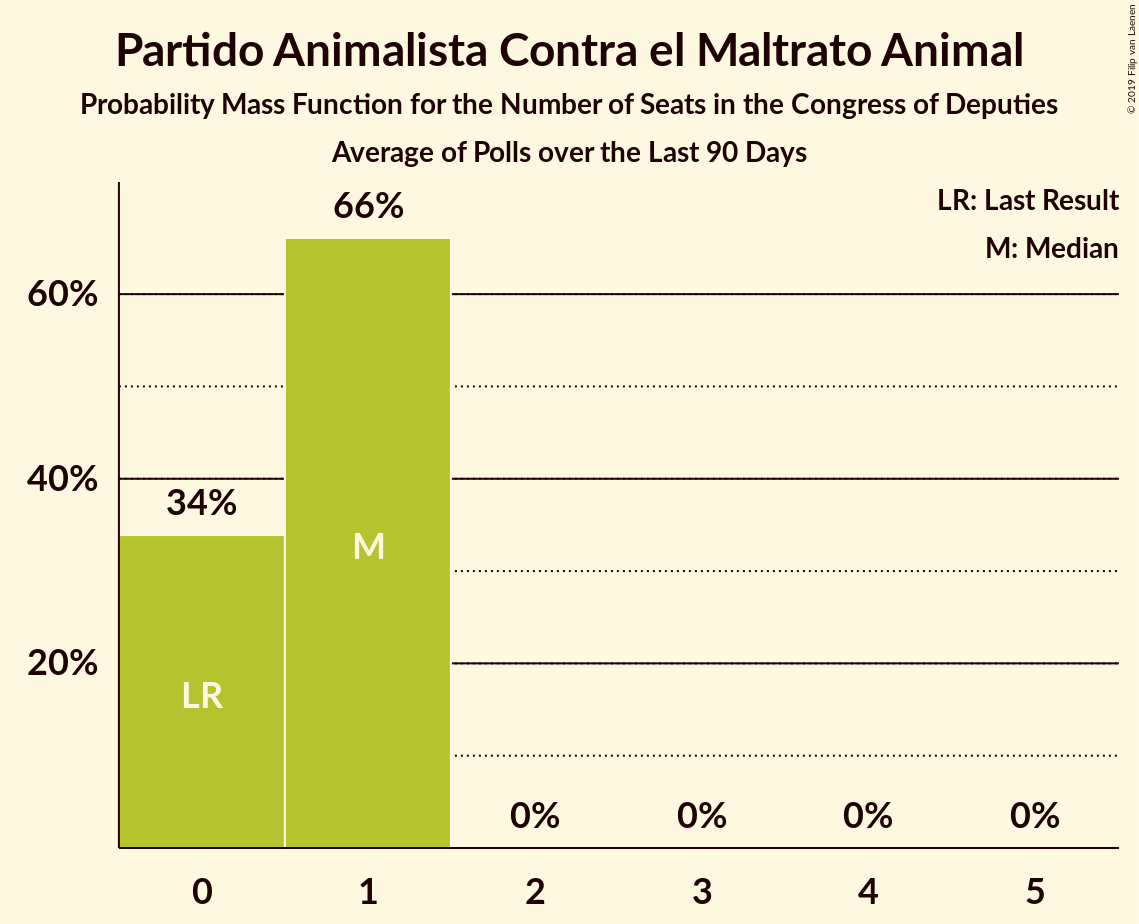 Partido Animalista Contra el Maltrato Animal
Probability Mass Function for the Number of Seats in the Congress of Deputies
Average of Polls over the Last 90 Days
© 2019 Filip van Laenen
LR: Last Result
M: Median
66%
60%
40%
34%
M
20%
LR
0% 0% 0% 0%
0 1 2 3 4 5